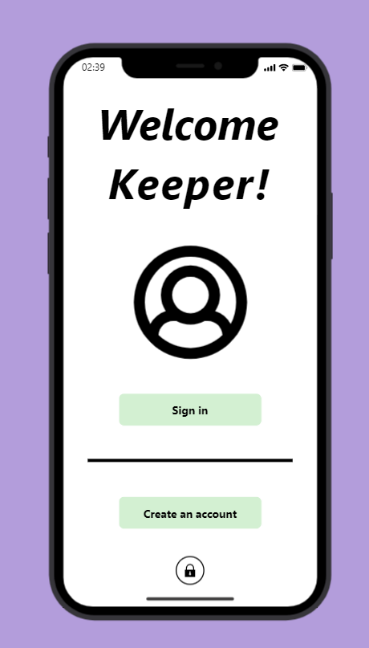 02:39
Welcome
Keeper!
Sign in
Create an account